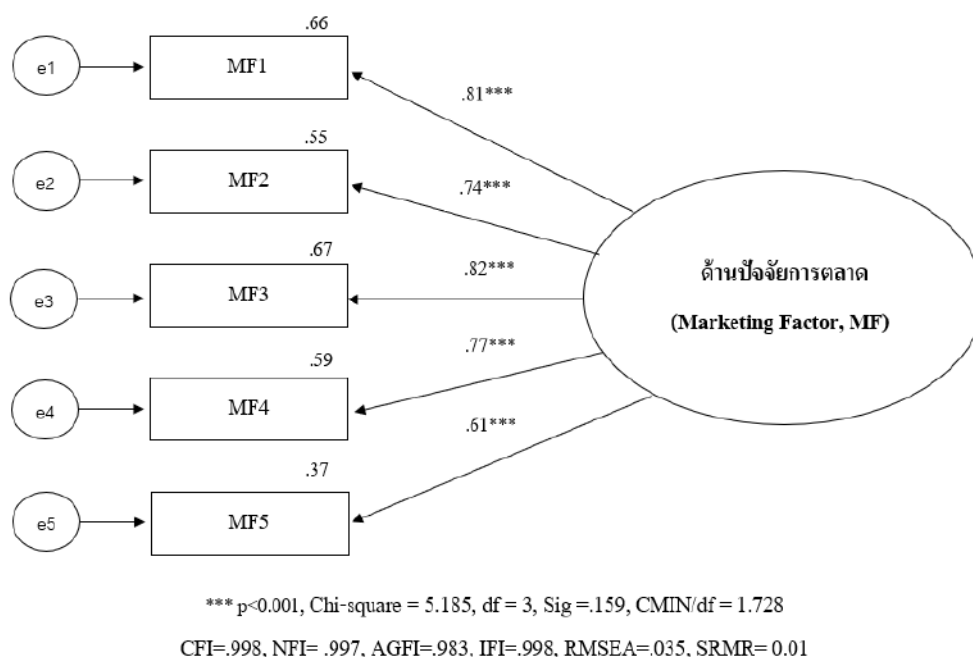 .66
e1
MF1
.81***
.55
e2
MF2
.74***
.67
e3
MF3
.82***
ด้านปัจจัยการตลาด
(Marketing Factor, MF)
.77***
.59
e4
MF4
.61***
.37
e5
MF5
*** p<0.001, Chi-square = 5.185, df = 3, Sig =.159, CMIN/df = 1.728
CFI=.998, NFI= .997, AGFI=.983, IFI=.998, RMSEA=.035, SRMR= 0.01